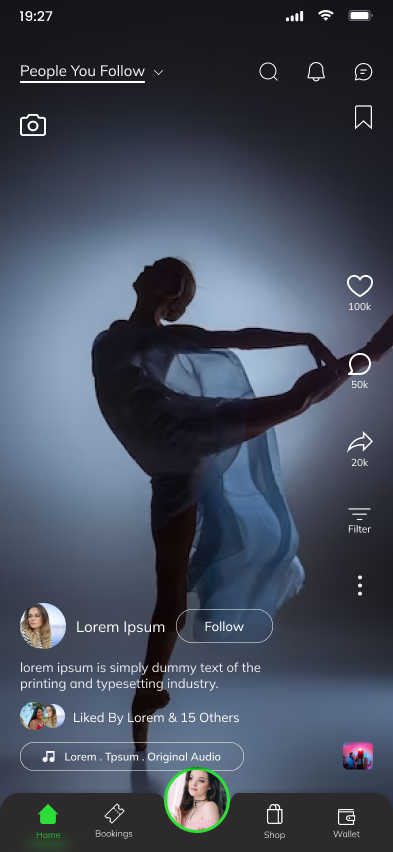 19:27
People You Follow
100k
50k
20k
Filter
Lorem Ipsum
Follow
lorem ipsum is simply dummy text of the
printing and typesetting industry.
Liked By Lorem & 15 Others
Lorem . Tpsum . Original Audio
Home
Bookings
Shop
Wallet